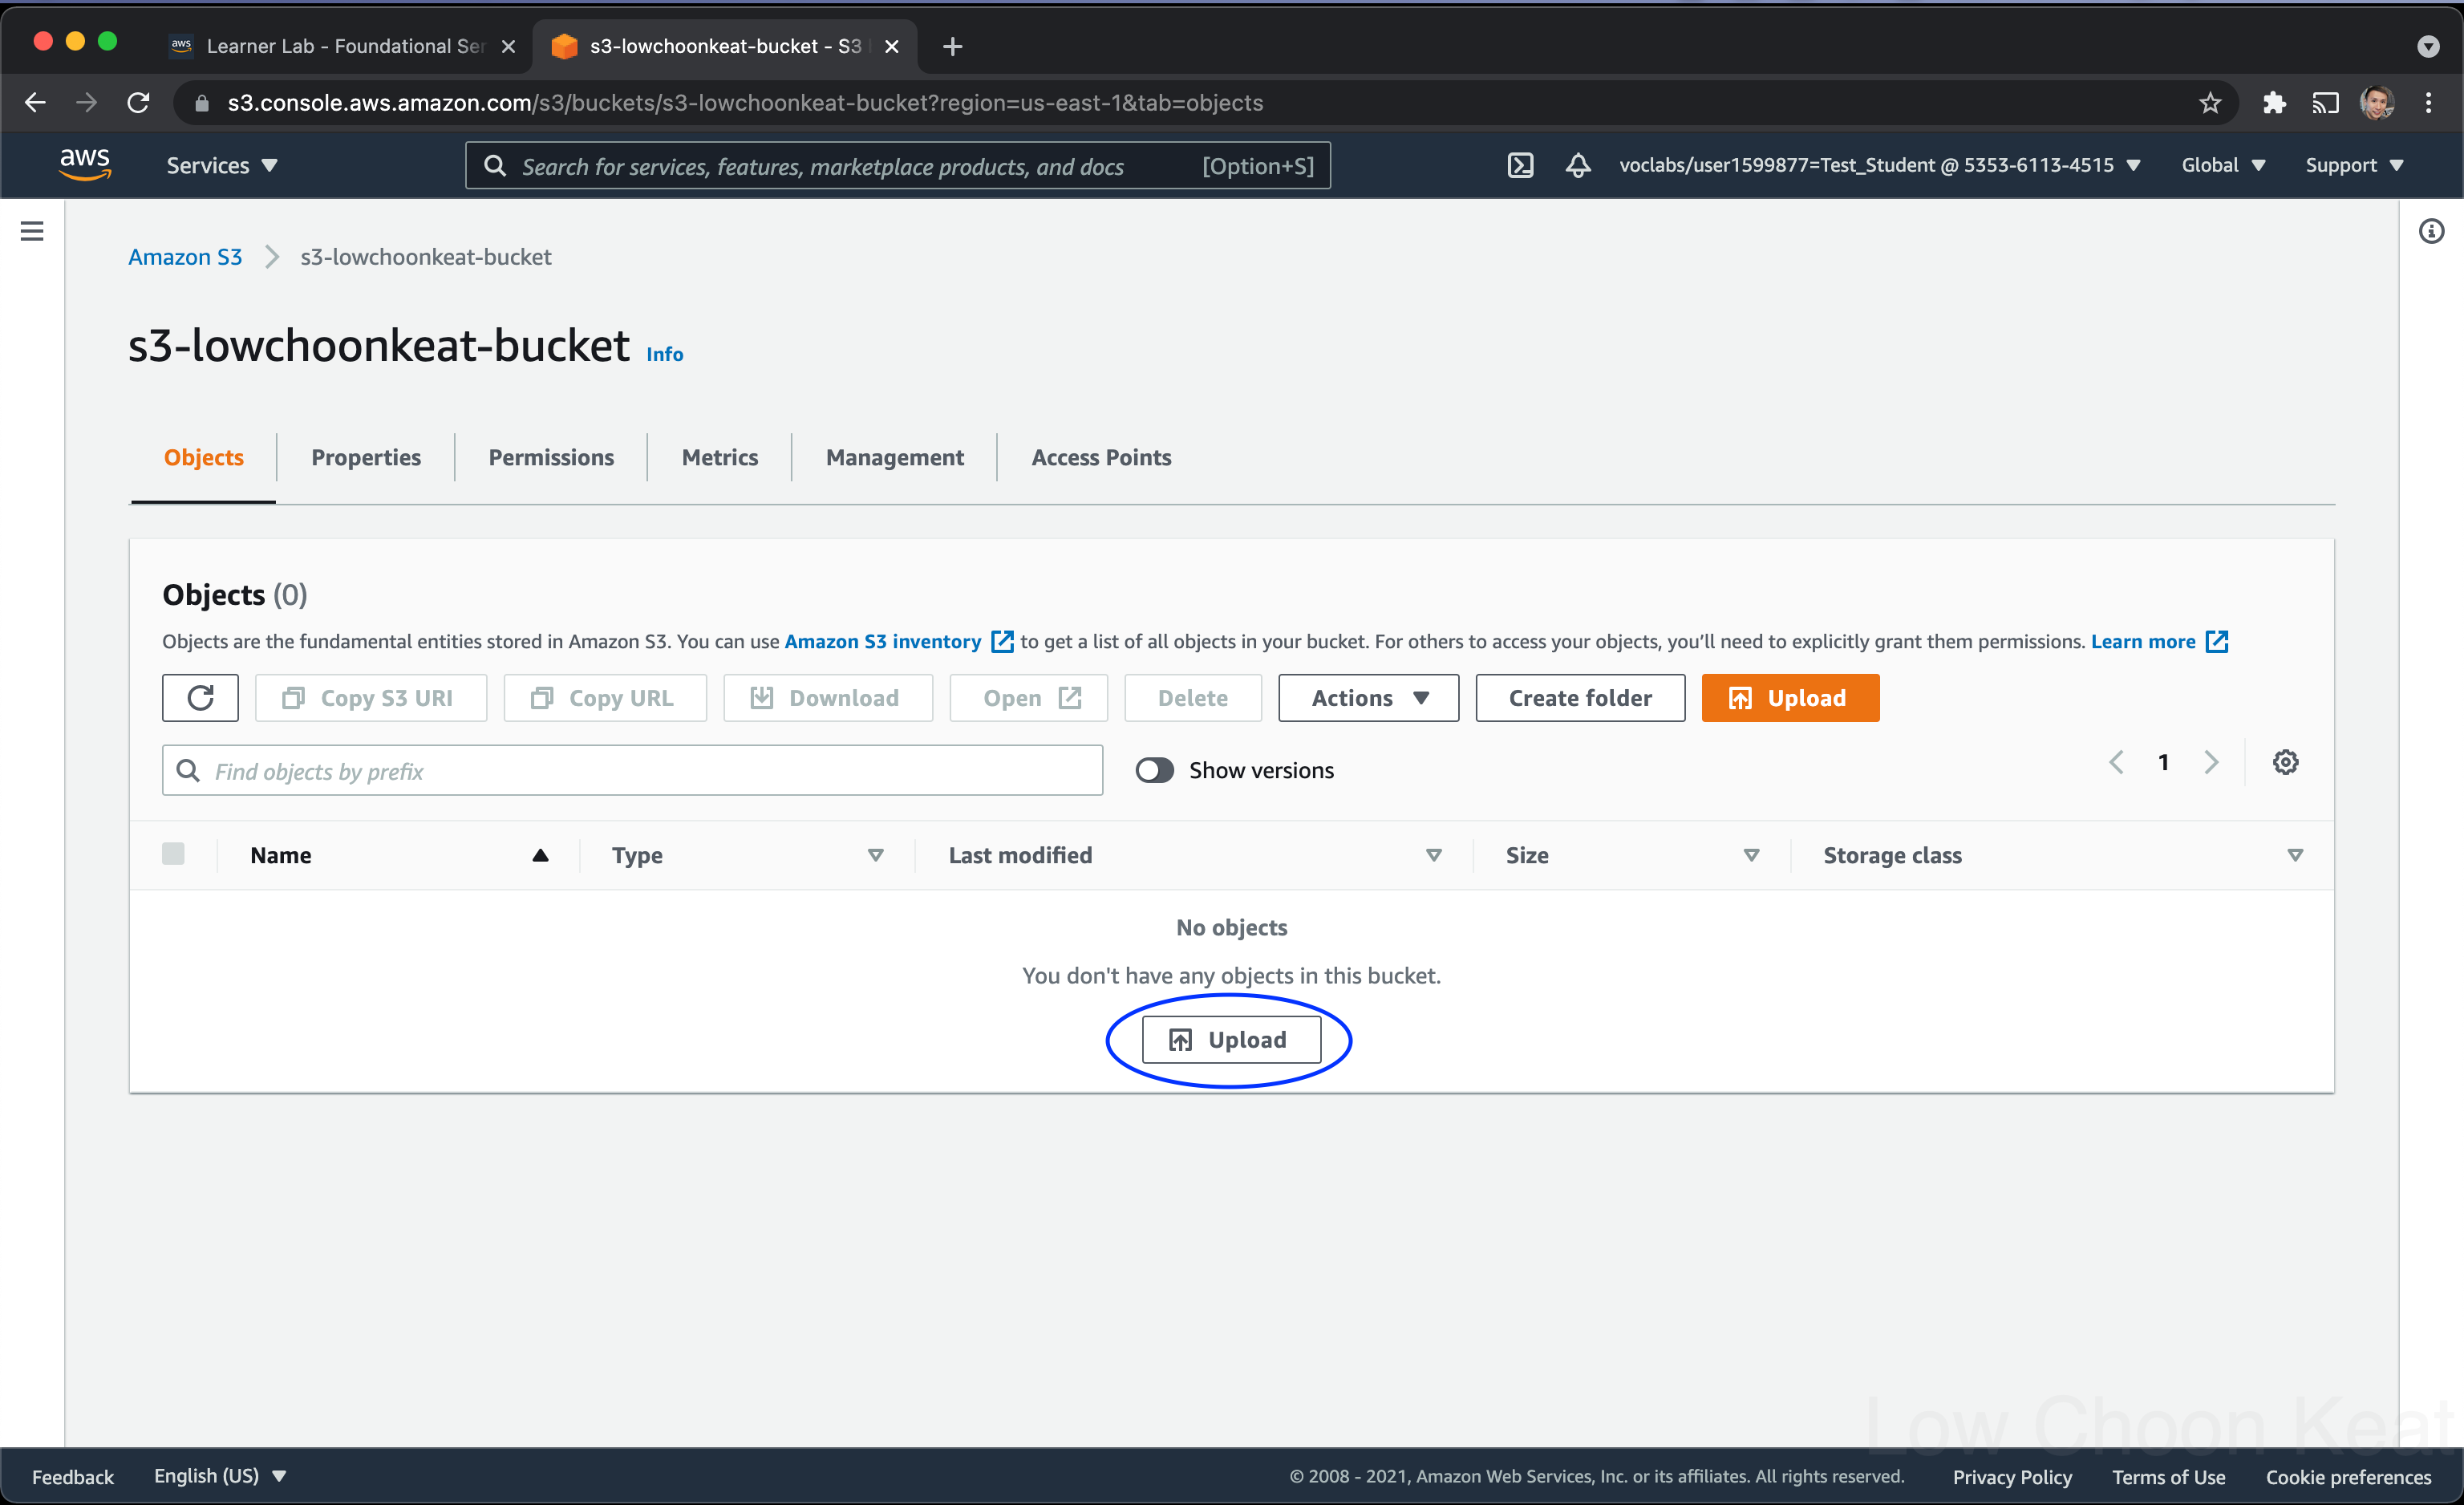 aws Learner Lab - Foundational Ser
s3-lowchoonkeat-bucket - S3
s3.console.aws.amazon.com/s3/buckets/s3-lowchoonkeat-bucket?region=us-east-1&tab=objects
aws Services Search for services, features, marketplace products, and docs [Option+S] voclabs/user1599877=Test_Student @ 5353-6113-4515 Global Support
Amazon S3 s3-lowchoonkeat-bucket
s3-lowchoonkeat-bucket Info
Objects Properties Permissions Metrics Management Access Points
Objects (0)
Objects are the fundamental entities stored in Amazon S3. You can use Amazon S3 inventory to get a list of all objects in your bucket. For others to access your objects, you’ll need to explicitly grant them permissions. Learn more
Copy S3 URI Copy URL Download Open Delete Actions Create folder Upload
Find objects by prefix Show versions 1
Name Type Last modified Size Storage class
No objects
You don't have any objects in this bucket.
Upload
Low Choon Keat
Feedback English (US) © 2008 - 2021, Amazon Web Services, Inc. or its affiliates. All rights reserved. Privacy Policy Terms of Use Cookie preferences